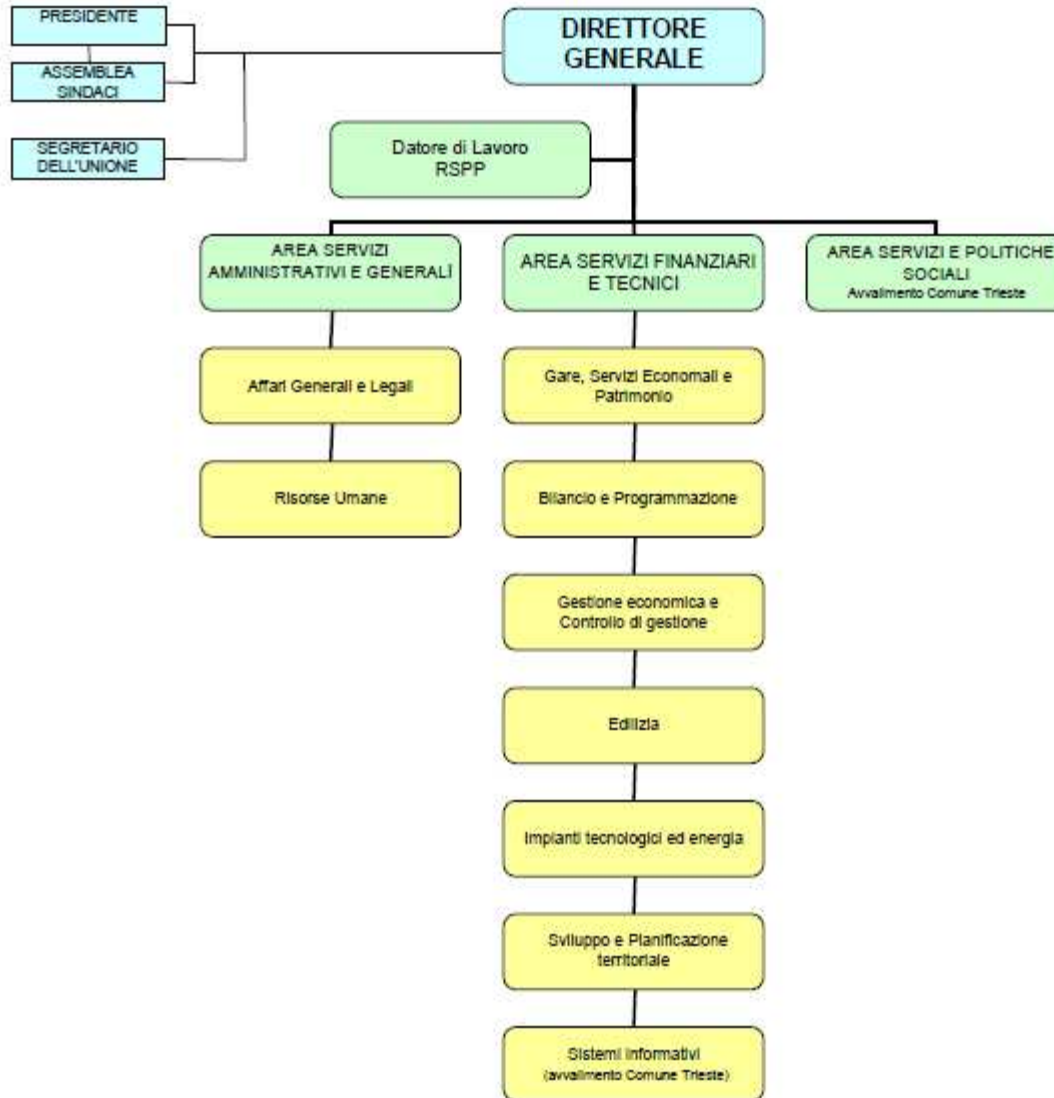 PRESIDENTE
ASSEMBLEA
SINDACI
SEGRETARIO
DELL'UNIONE
DIRETTORE
GENERALE
Datore di Lavoro
RSPP
AREA SERVIZI
AMMINISTRATIVI E GENERALI
AREA SERVIZI FINANZIARI
E TECNICI
AREA SERVIZI E POLITICHE
SOCIALI
Avvalimento Comune Trieste
Affari Generali e Legali
Risorse Umane
Gare, Servizi Economali e
Patrimonio
Bilancio e Programmazione
Gestione economica e
Controllo di gestione
Edilizia
Impianti tecnologici ed energia
Sviluppo e Pianificazione
territoriale
Sistemi Informativi
(avvalimento Comune Trieste)